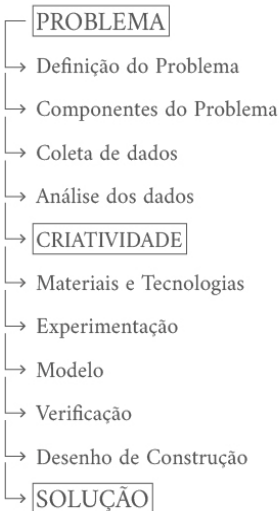 PROBLEMA
Definição do Problema
Componentes do Problema
Coleta de dados
Análise dos dados
CRIATIVIDADE
Materiais e Tecnologias
Experimentação
Modelo
Verificação
Desenho de Construção
SOLUÇÃO